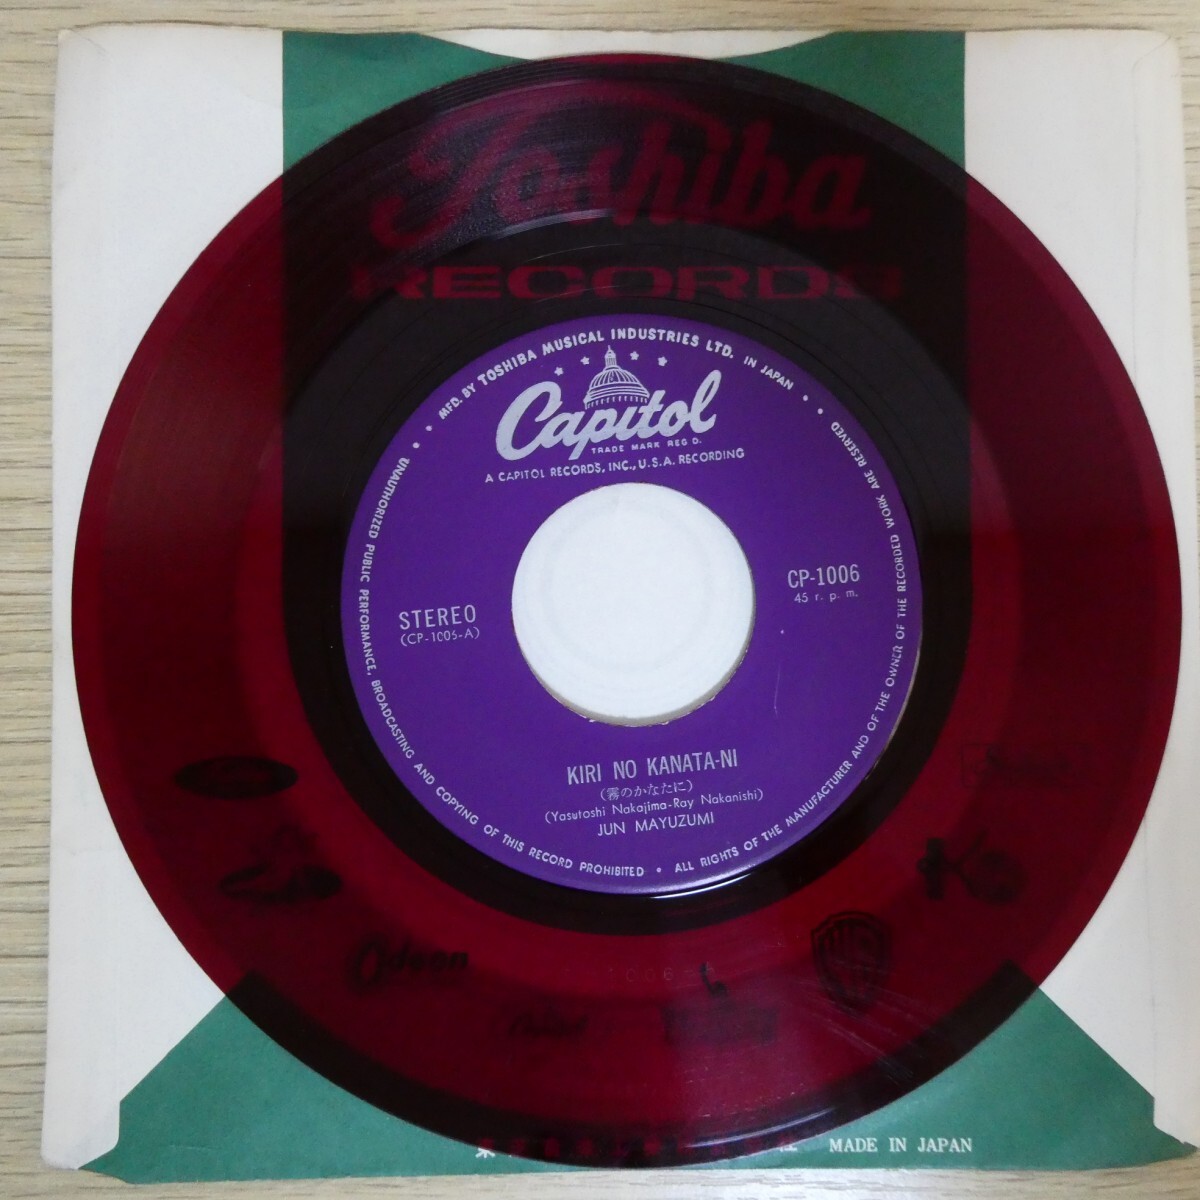 Toshiba
RECORDS
MFD. BY TOSHIBA MUSICAL INDUSTRIES LTD. IN JAPAN
Capitol
TRADE MARK REG D.
A CAPITOL RECORDS, INC., U.S.A. RECORDING
STEREO
(CP-1006-A)
CP-1006
45 r. p. m.
KIRI NO KANATA-NI
(霧のかなたに)
(Yasutoshi Nakajima-Ray Nakanishi)
JUN MAYUZUMI
UNAUTHORIZED PUBLIC PERFORMANCE, BROADCASTING AND COPYING OF THIS RECORD PROHIBITED • ALL RIGHTS OF THE MANUFACTURER AND OF THE OWNER OF THE RECORDED WORK ARE RESERVED
Odeon
Capitol
MADE IN JAPAN